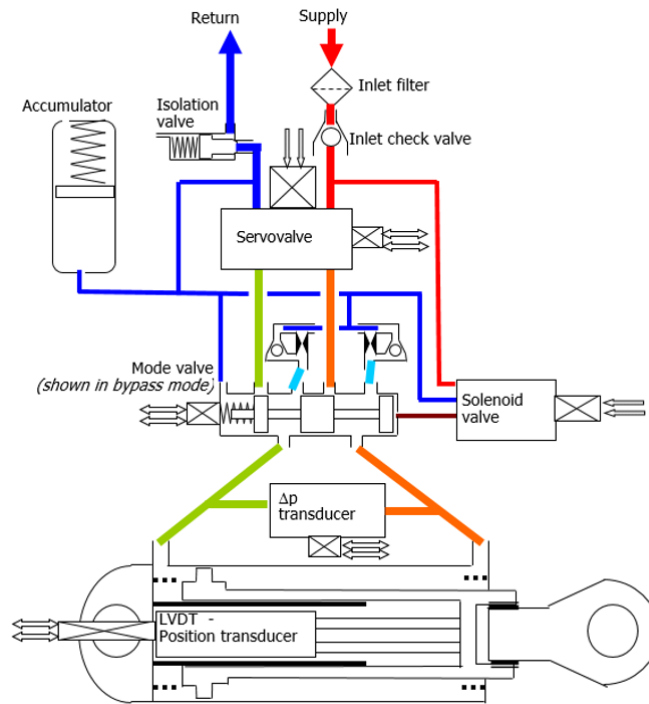 Return
Supply
Inlet filter
Accumulator
Isolation
valve
Inlet check valve
Servovalve
Mode valve
(shown in bypass mode)
Solenoid
valve
Δp
transducer
LVDT -
Position transducer